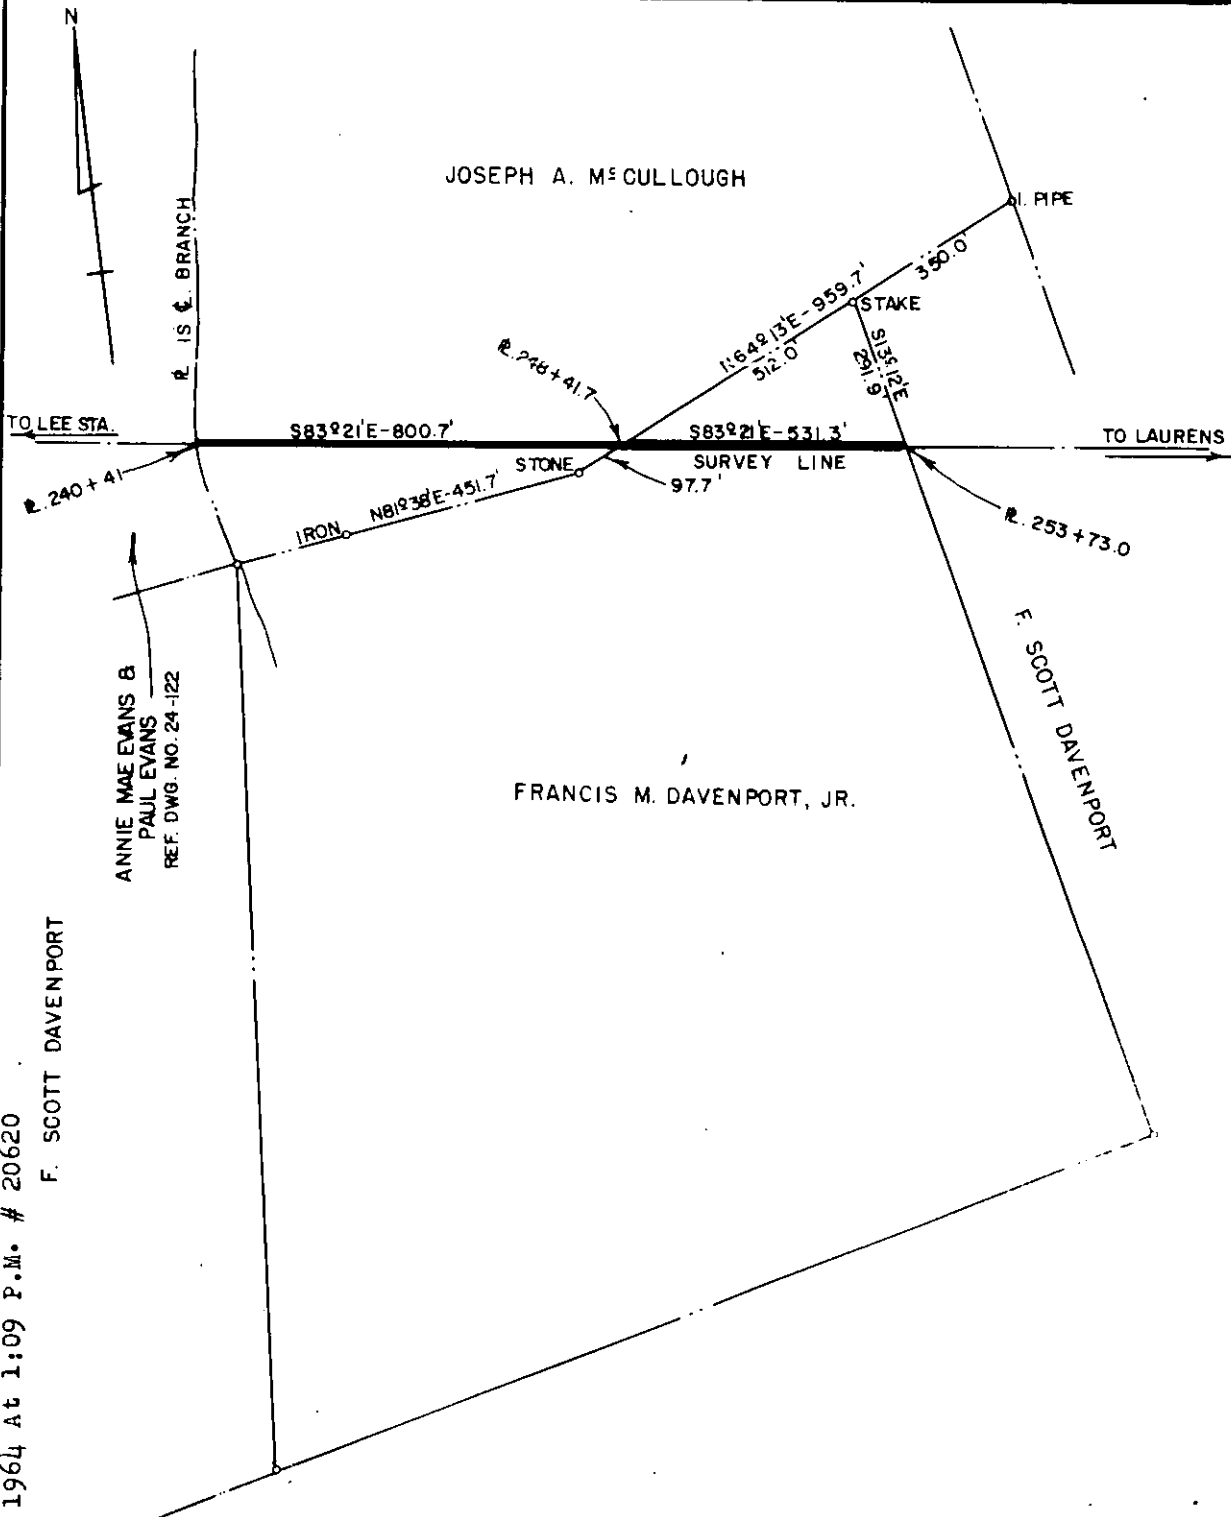 N
JOSEPH A. McCULLOUGH
I. PIPE
℄ BRANCH
IS
350.0'
N64°13'E-959.7'
512.0'
STAKE
S13°12'E
291.9'
248+41.7
TO LEE STA.
S83°21'E-800.7'
S83°21'E-531.3'
SURVEY LINE
TO LAURENS
STONE
97.7'
240+41
N81°38'E-451.7'
IRON
253+73.0
ANNIE MAE EVANS &
PAUL EVANS
REF. DWG. NO. 24-122
F. SCOTT DAVENPORT
FRANCIS M. DAVENPORT, JR.
F. SCOTT DAVENPORT
1964 At 1:09 P.M. # 20620